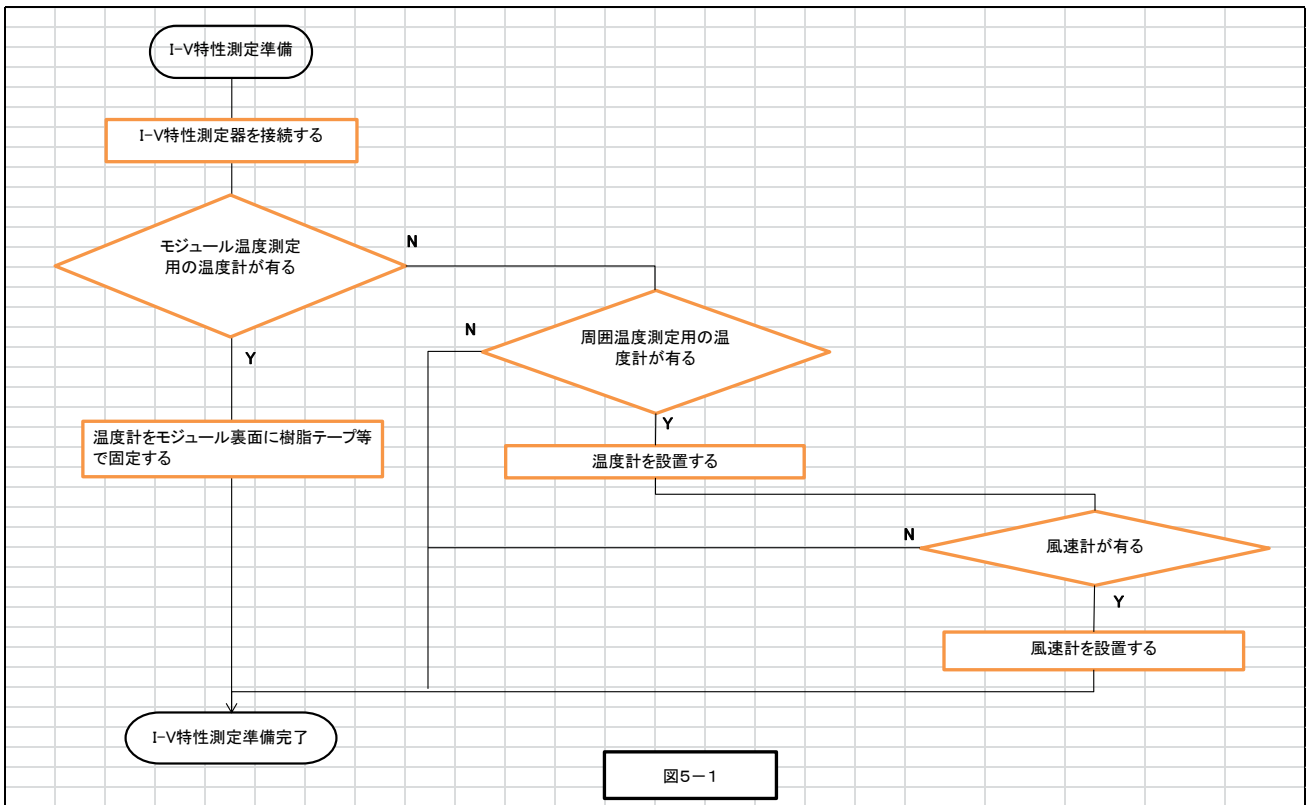 I-V特性測定準備
I-V特性測定器を接続する
モジュール温度測定
用の温度計が有る
N
Y
N
周囲温度測定用の温
度計が有る
Y
温度計をモジュール裏面に樹脂テープ等
で固定する
温度計を設置する
N
風速計が有る
Y
風速計を設置する
I-V特性測定準備完了
図5-1